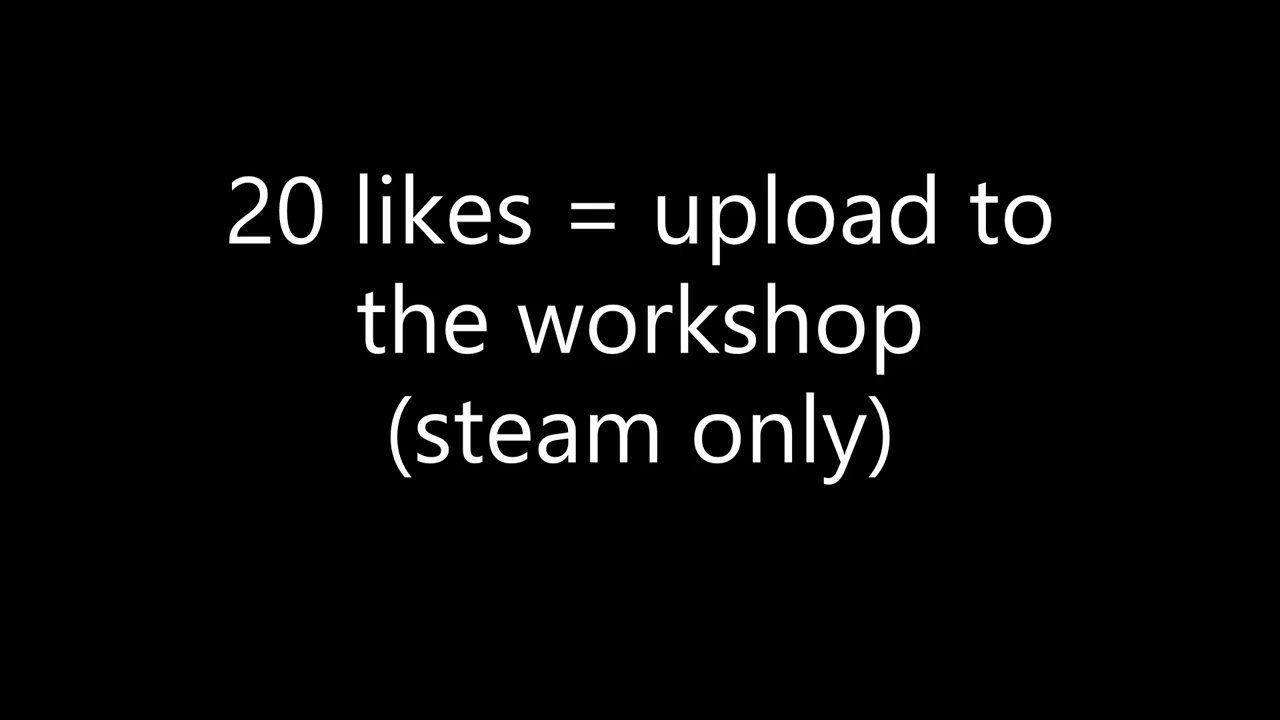 20 likes = upload to
the workshop
(steam only)